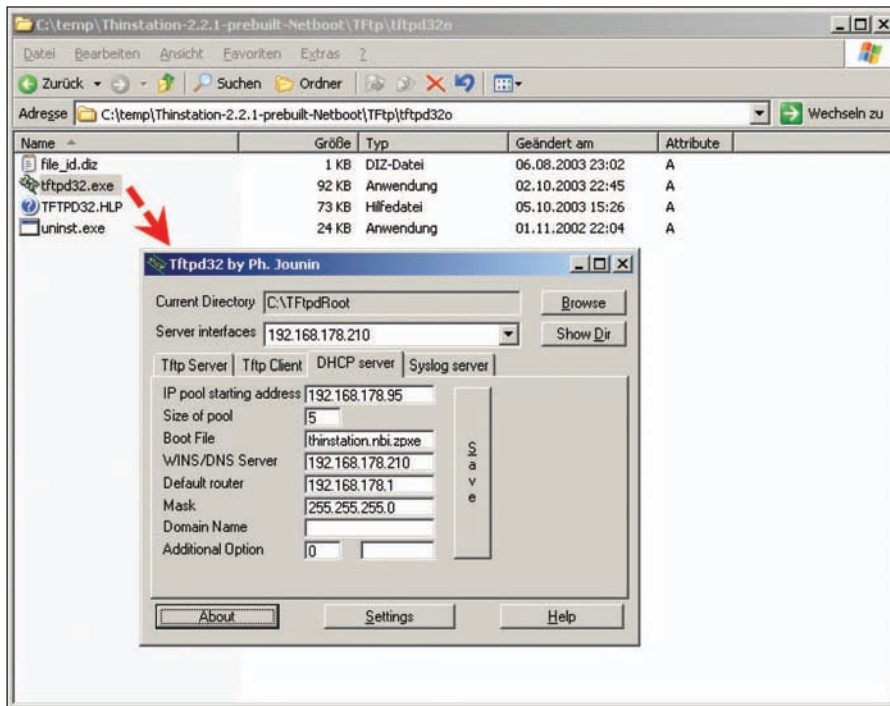 C:\temp\Thinstation-2.2.1-prebuilt-Netboot\TFtp\tftpd32o
Datei Bearbeiten Ansicht Favoriten Extras ?
Zurück Suchen Ordner
Adresse C:\temp\Thinstation-2.2.1-prebuilt-Netboot\TFtp\tftpd32o Wechseln zu
Name Größe Typ Geändert am Attribute
file_id.diz 1 KB DIZ-Datei 06.08.2003 23:02 A
tftpd32.exe 92 KB Anwendung 02.10.2003 22:45 A
TFTPD32.HLP 73 KB Hilfedatei 05.10.2003 15:26 A
uninst.exe 24 KB Anwendung 01.11.2002 22:04 A
Tftpd32 by Ph. Jounin
Current Directory C:\TFtpdRoot Browse
Server interfaces 192.168.178.210 Show Dir
Tftp Server Tftp Client DHCP server Syslog server
IP pool starting address 192.168.178.95
Size of pool 5
Boot File thinstation.nbi.zpxe
WINS/DNS Server 192.168.178.210
Default router 192.168.178.1
Mask 255.255.255.0
Domain Name
Additional Option 0
Save
About Settings Help